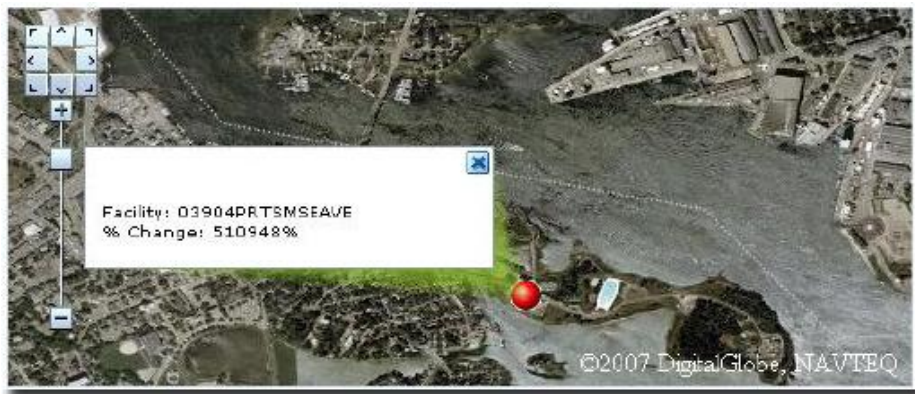 Facility: 03904PRTSMSEAVE
% Change: 510948%
©2007 DigitalGlobe, NAVTEQ